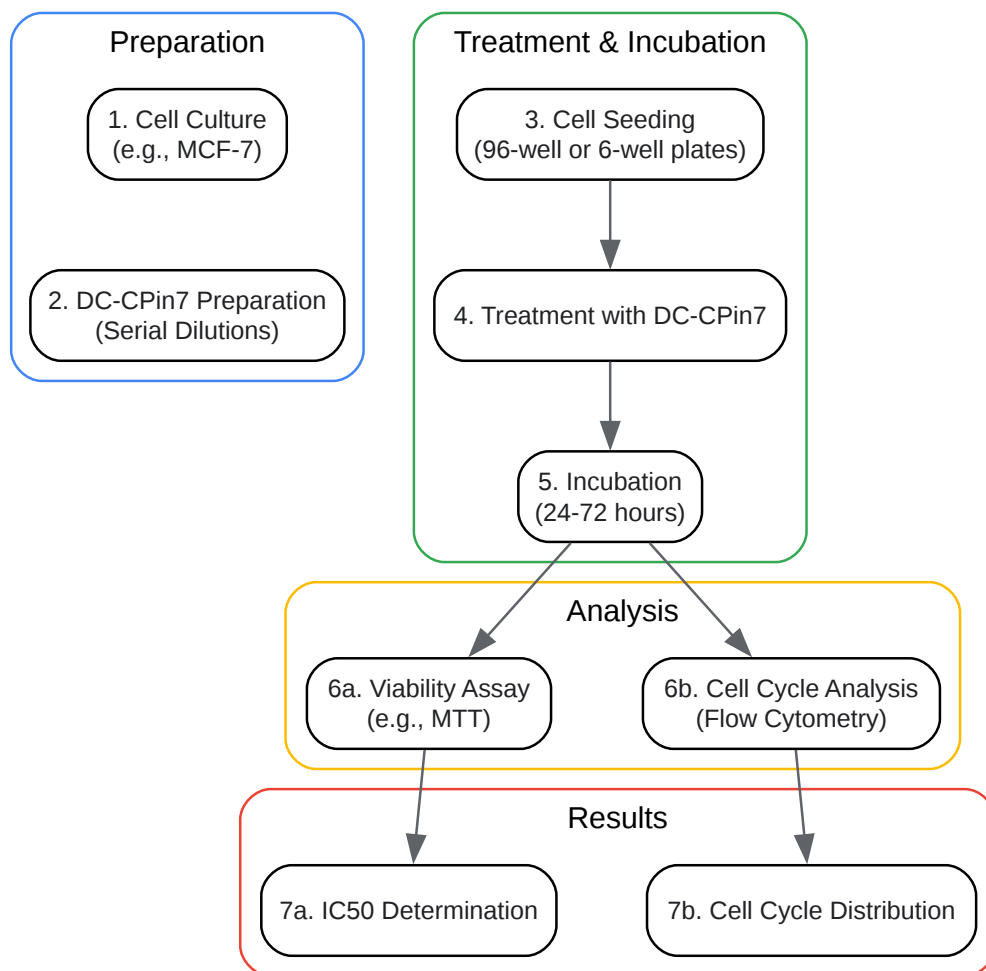 Preparation
1. Cell Culture
(e.g., MCF-7)
2. DC-CPin7 Preparation
(Serial Dilutions)
Treatment & Incubation
3. Cell Seeding
(96-well or 6-well plates)
4. Treatment with DC-CPin7
5. Incubation
(24-72 hours)
Analysis
6a. Viability Assay
(e.g., MTT)
6b. Cell Cycle Analysis
(Flow Cytometry)
Results
7a. IC50 Determination
7b. Cell Cycle Distribution